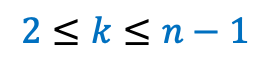 2 ≤ k ≤ n − 1